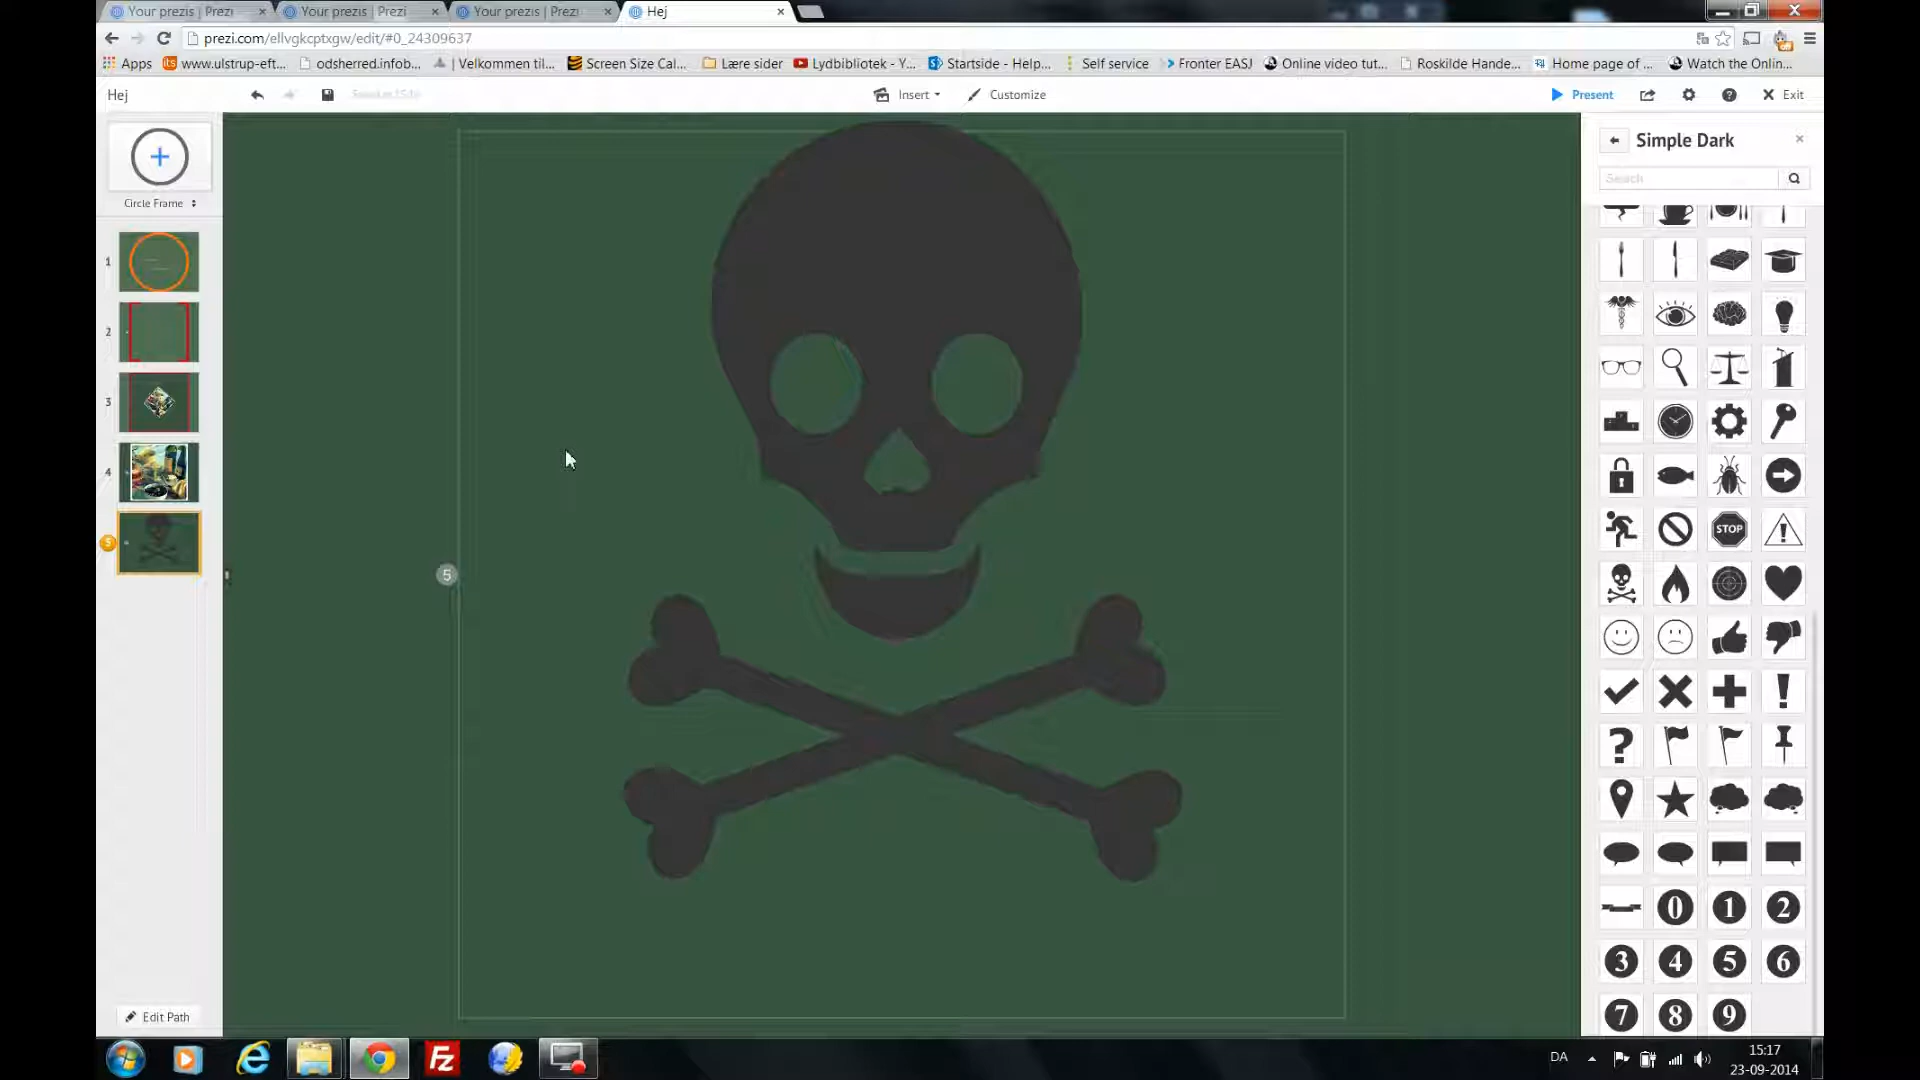 Your prezis | Prezi
Your prezis | Prezi
Your prezis | Prezi
Hej
prezi.com/ellvgkcptxgw/edit/#0_24309637
Apps
www.ulstrup-eft...
odsherred.infob...
| Velkommen til...
Screen Size Cal...
Lære sider
Lydbibliotek - Y...
Startside - Help...
Self service
Fronter EASJ
Online video tut...
Roskilde Hande...
Home page of ...
Watch the Onlin...
Hej
Insert
Customize
Present
Exit
Circle Frame
1
2
3
4
5
5
Edit Path
Simple Dark
Search
STOP
!
?
0
1
2
3
4
5
6
7
8
9
DA
15:17
23-09-2014